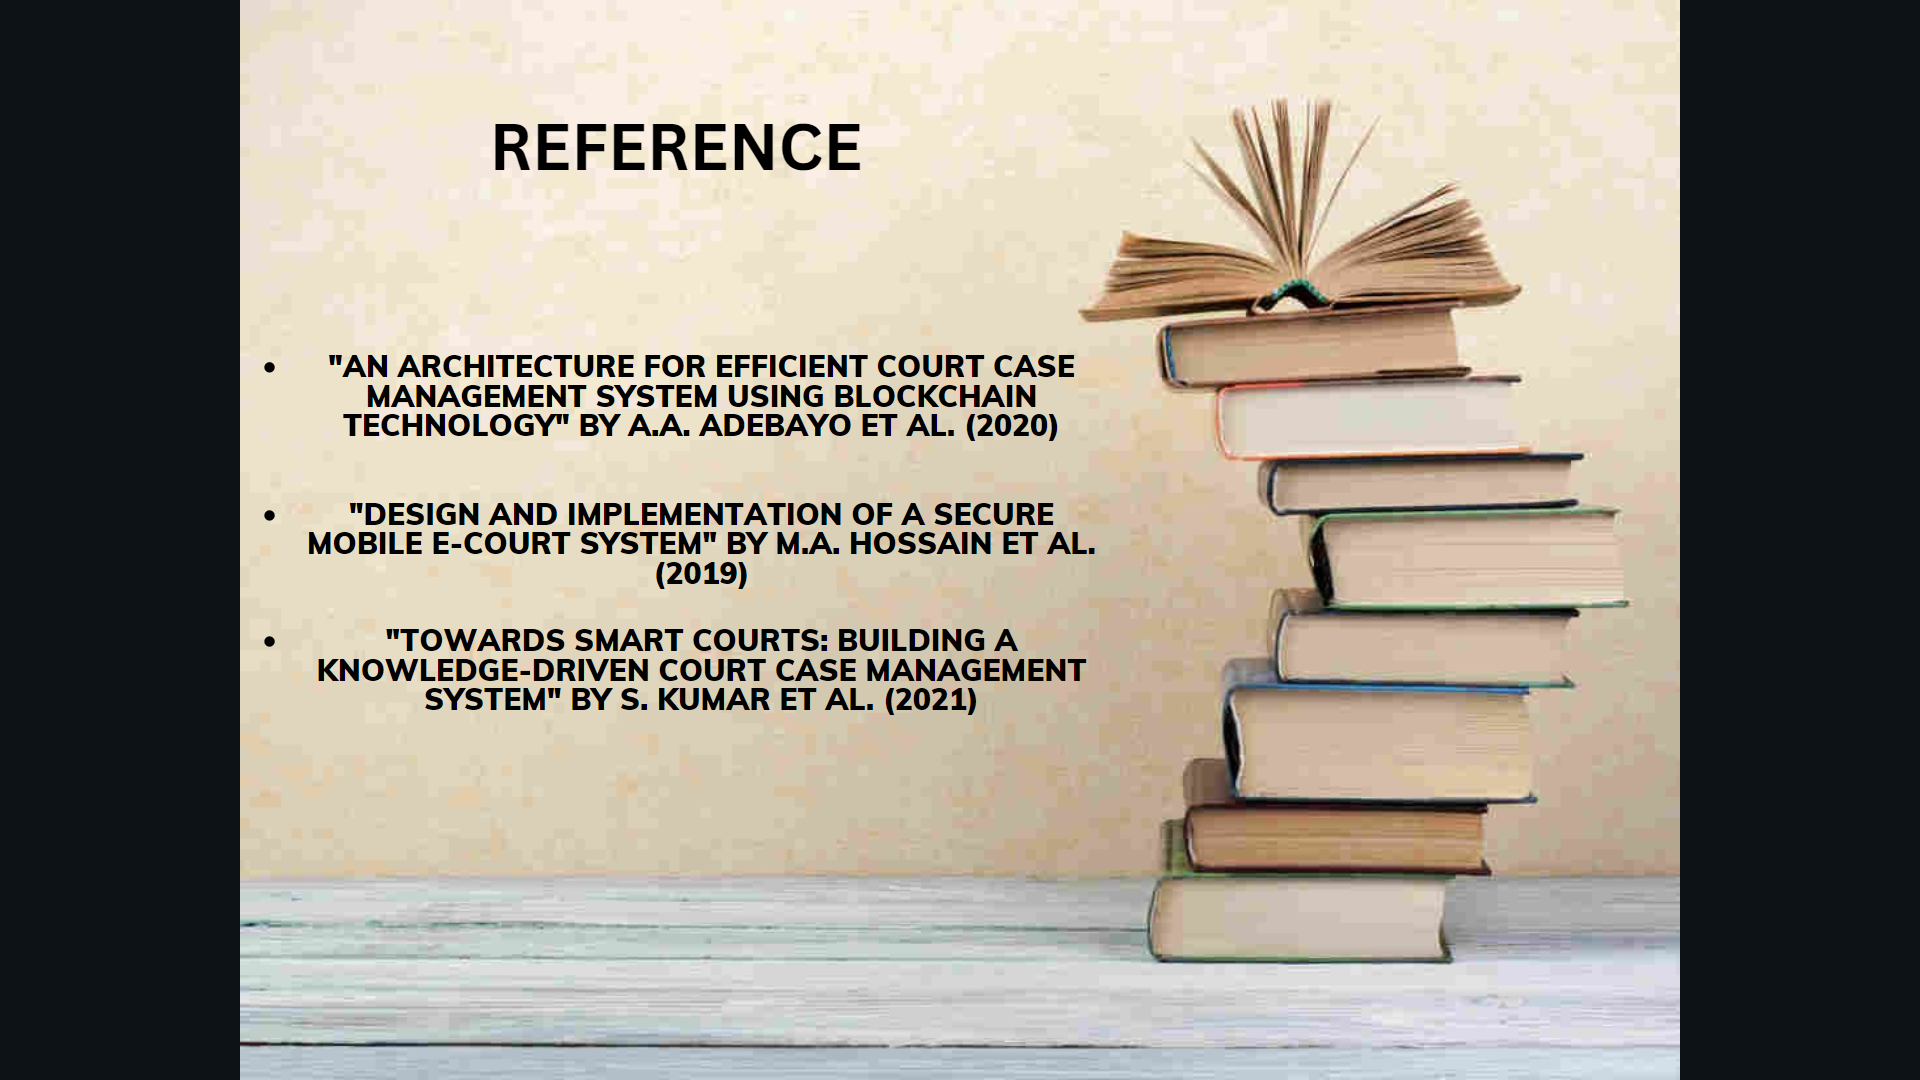 REFERENCE
• "AN ARCHITECTURE FOR EFFICIENT COURT CASE
MANAGEMENT SYSTEM USING BLOCKCHAIN
TECHNOLOGY" BY A.A. ADEBAYO ET AL. (2020)
• "DESIGN AND IMPLEMENTATION OF A SECURE
MOBILE E-COURT SYSTEM" BY M.A. HOSSAIN ET AL.
(2019)
• "TOWARDS SMART COURTS: BUILDING A
KNOWLEDGE-DRIVEN COURT CASE MANAGEMENT
SYSTEM" BY S. KUMAR ET AL. (2021)